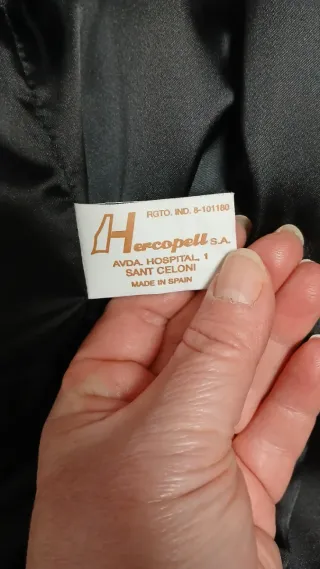 RGTO. IND. 8-101180
Hercopell S.A.
AVDA. HOSPITAL, 1
SANT CELONI
MADE IN SPAIN